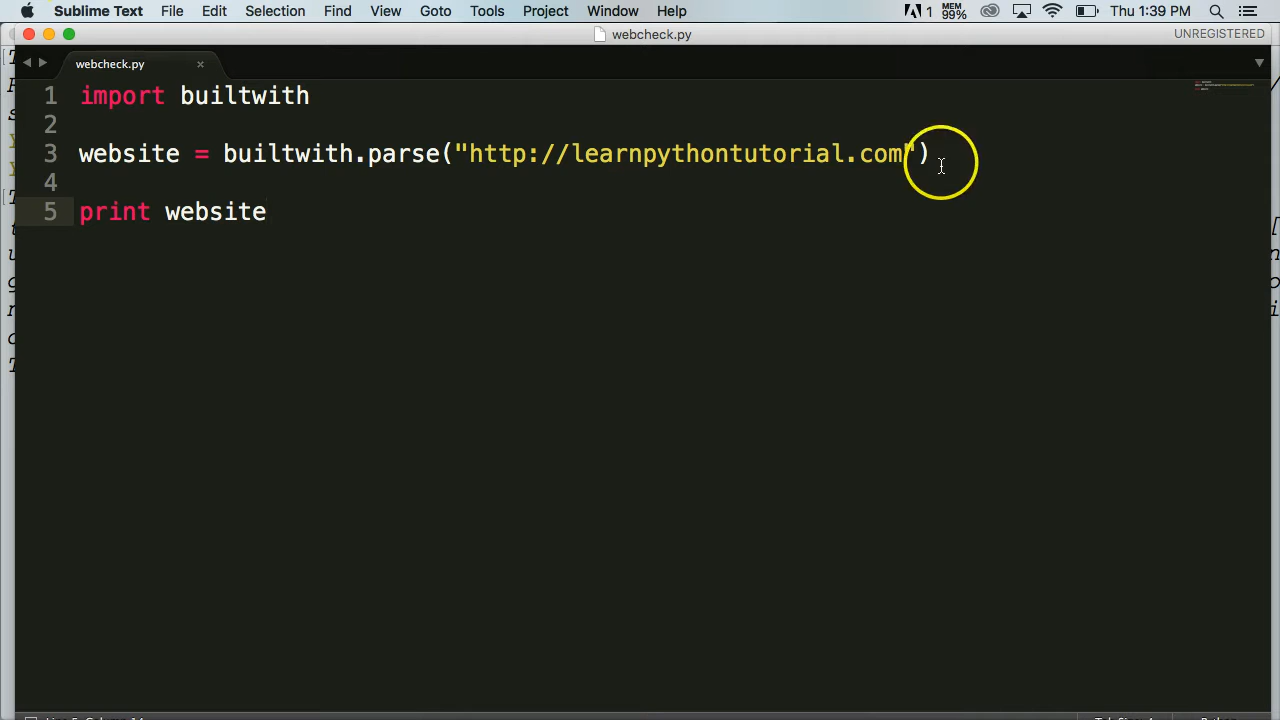 Sublime Text File Edit Selection Find View Goto Tools Project Window Help 1 MEM 99% Thu 1:39 PM
webcheck.py UNREGISTERED
webcheck.py ×
1 import builtwith
2
3 website = builtwith.parse("http://learnpythontutorial.com")
4
5 print website